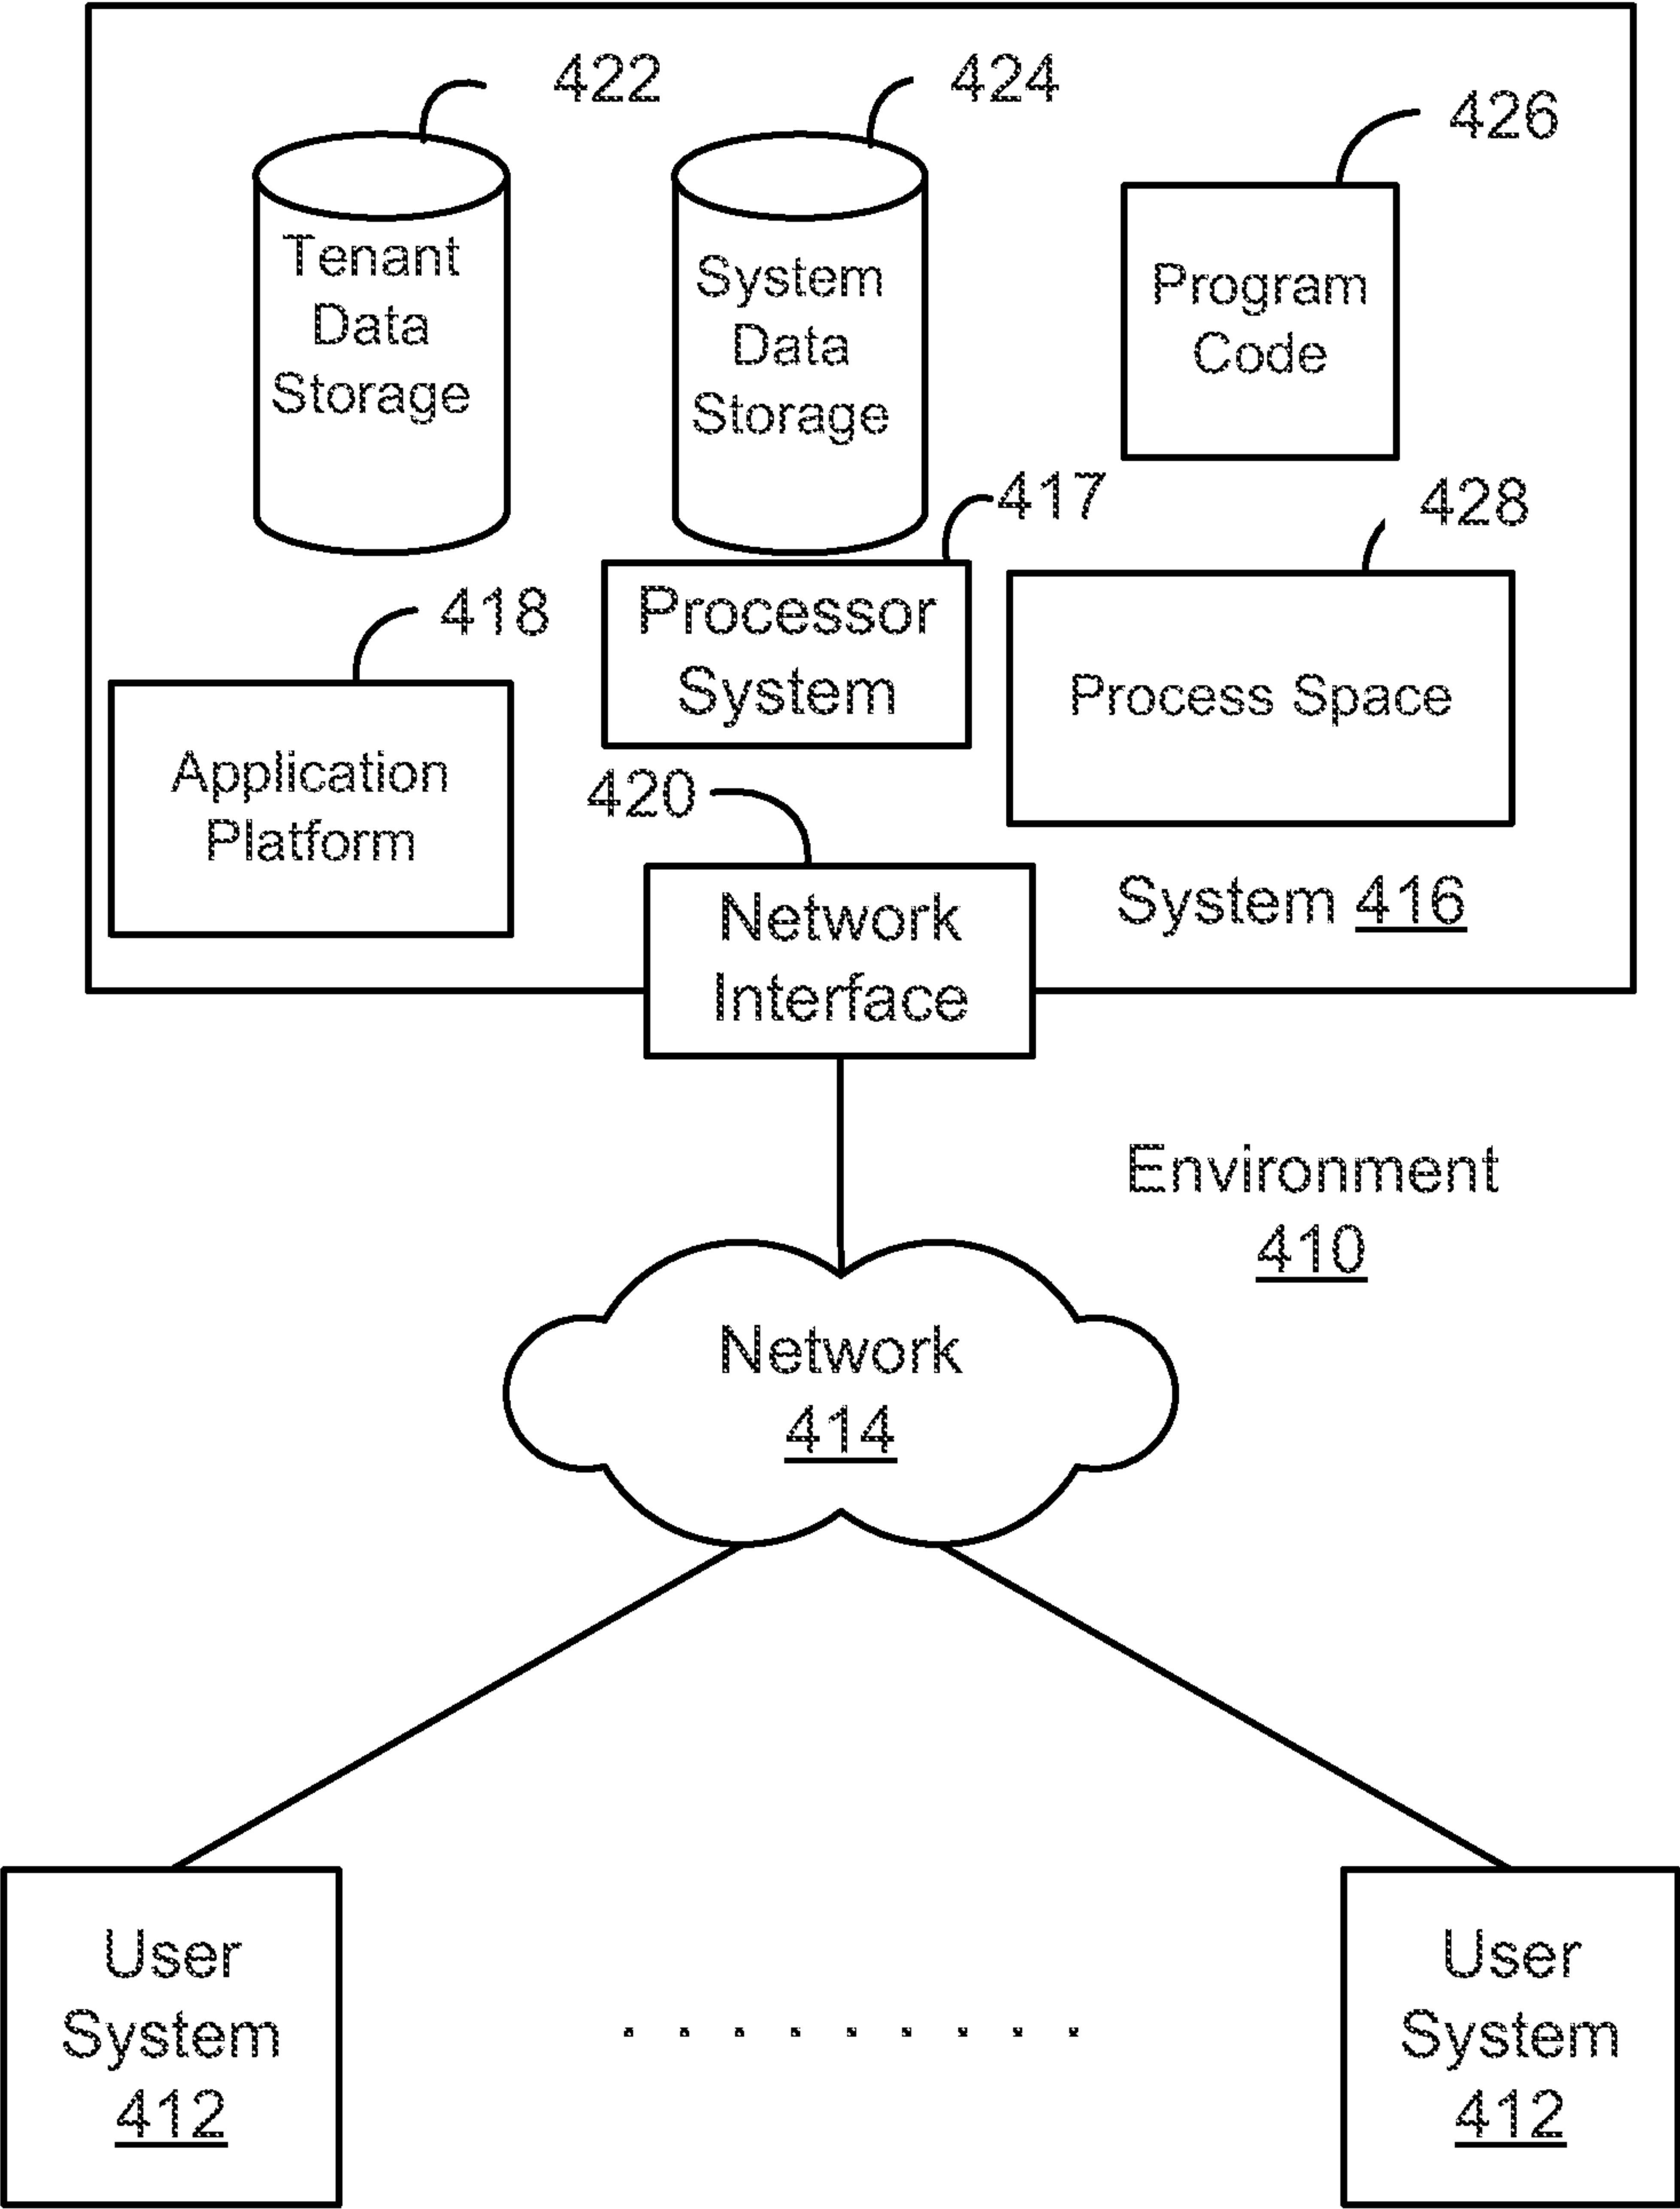 422
424
426
Tenant
Data
Storage
System
Data
Storage
Program
Code
417
428
418
Processor
System
Process Space
Application
Platform
420
Network
Interface
System 416
Environment
410
Network
414
User
System
412
User
System
412